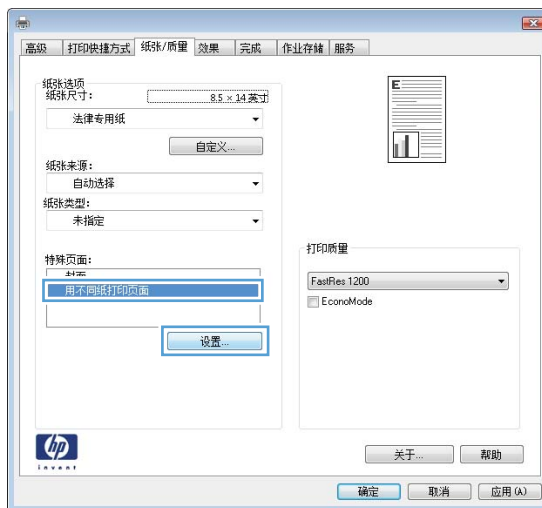 高级 打印快捷方式 纸张/质量 效果 完成 作业存储 服务
纸张选项
纸张尺寸:
8.5 × 14 英寸
法律专用纸
自定义...
纸张来源:
自动选择
纸张类型:
未指定
特殊页面:
封面
用不同纸打印页面
设置...
E
打印质量
FastRes 1200
EconoMode
hp
invent
关于... 帮助
确定 取消 应用(A)